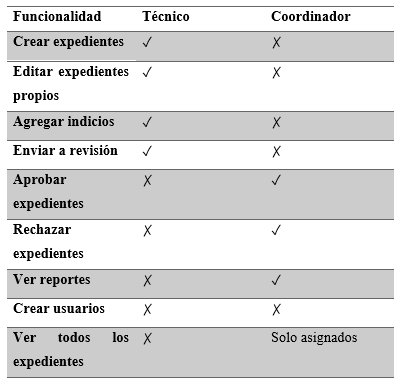 Funcionalidad Técnico Coordinador
Crear expedientes ✓ ✗
Editar expedientes ✓ ✗
propios
Agregar indicios ✓ ✗
Enviar a revisión ✓ ✗
Aprobar ✗ ✓
expedientes
Rechazar ✗ ✓
expedientes
Ver reportes ✗ ✓
Crear usuarios ✗ ✗
Ver todos los ✗ Solo asignados
expedientes